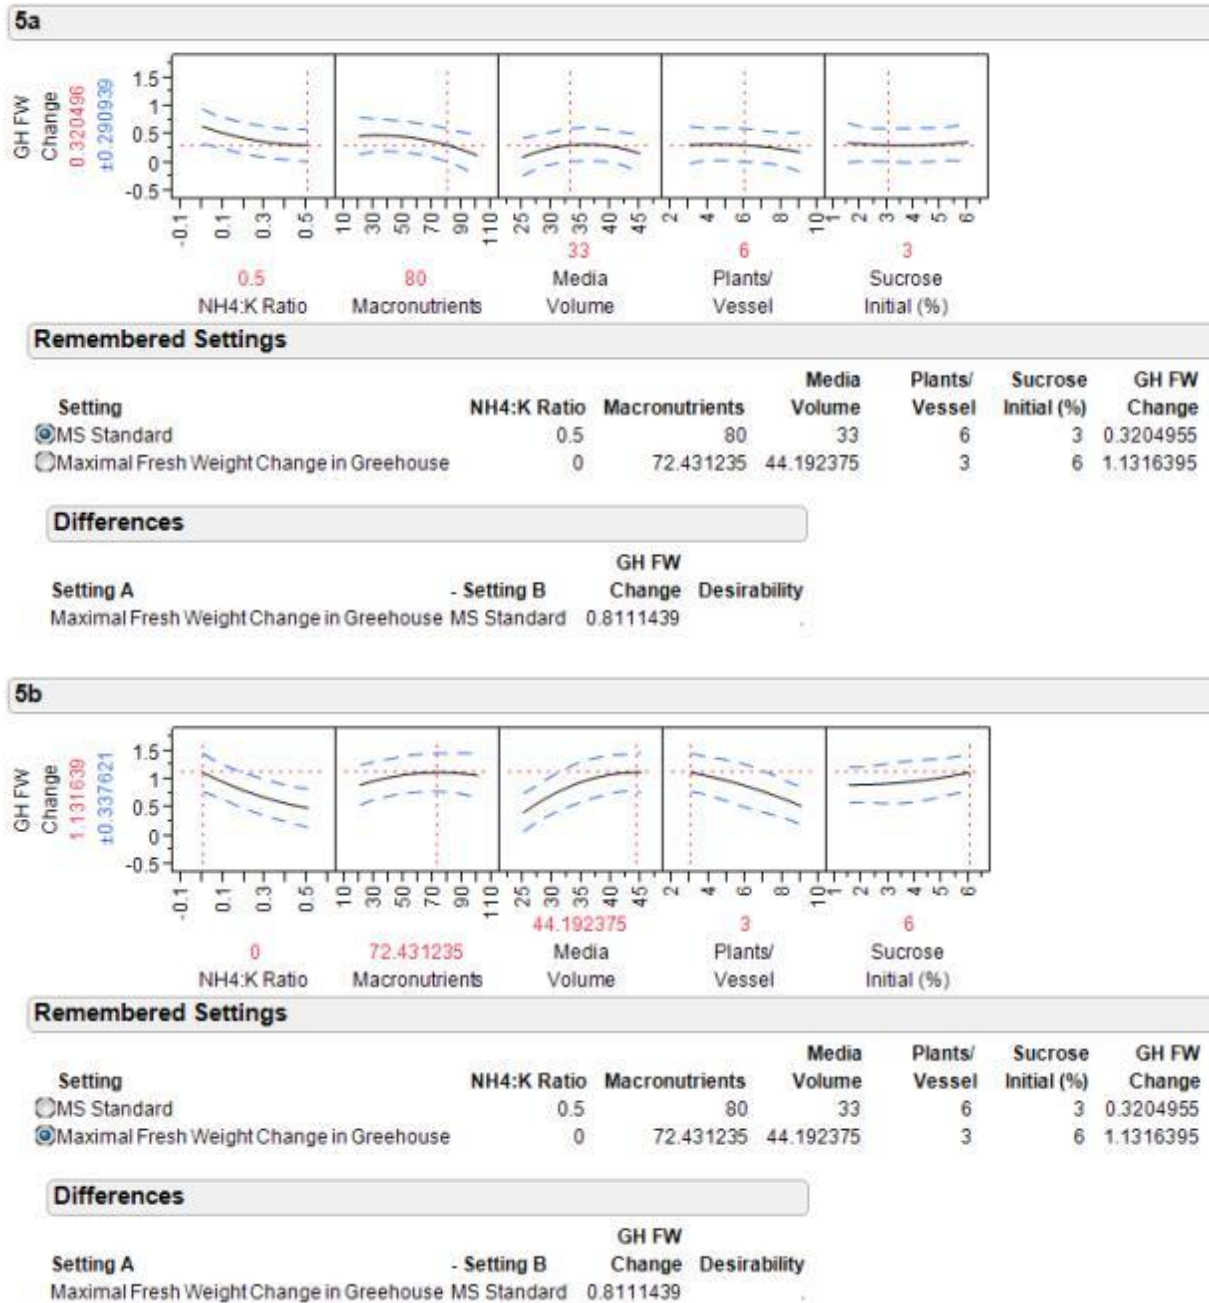 5a
GH FW
Change
0.320496
±0.290939
1.5
1
0.5
0
-0.5
-0.1 0.1 0.3 0.5 10 30 50 70 90 110 25 30 35 40 45 2 4 6 8 10 1 2 3 4 5 6
0.5 80 33 6 3
NH4:K Ratio Macronutrients Media Volume Plants/ Vessel Sucrose Initial (%)
Remembered Settings
Media Plants/ Sucrose GH FW
Setting NH4:K Ratio Macronutrients Volume Vessel Initial (%) Change
MS Standard 0.5 80 33 6 3 0.3204955
Maximal Fresh Weight Change in Greehouse 0 72.431235 44.192375 3 6 1.1316395
Differences
GH FW
Setting A - Setting B Change Desirability
Maximal Fresh Weight Change in Greehouse MS Standard 0.8111439 .
5b
GH FW
Change
1.131639
±0.337621
1.5
1
0.5
0
-0.5
-0.1 0.1 0.3 0.5 10 30 50 70 90 110 25 30 35 40 45 2 4 6 8 10 1 2 3 4 5 6
0 72.431235 44.192375 3 6
NH4:K Ratio Macronutrients Media Volume Plants/ Vessel Sucrose Initial (%)
Remembered Settings
Media Plants/ Sucrose GH FW
Setting NH4:K Ratio Macronutrients Volume Vessel Initial (%) Change
MS Standard 0.5 80 33 6 3 0.3204955
Maximal Fresh Weight Change in Greehouse 0 72.431235 44.192375 3 6 1.1316395
Differences
GH FW
Setting A - Setting B Change Desirability
Maximal Fresh Weight Change in Greehouse MS Standard 0.8111439 .